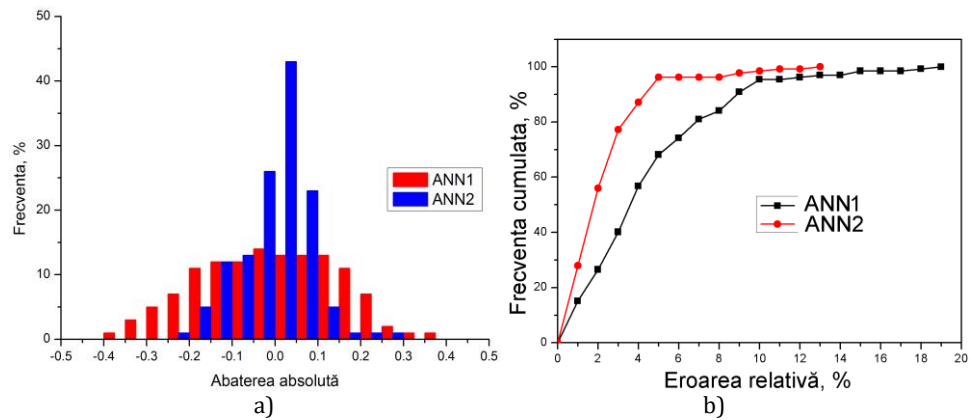 50
40
30
20
10
0
Frecventa, %
ANN1
ANN2
-0.5 -0.4 -0.3 -0.2 -0.1 0.0 0.1 0.2 0.3 0.4 0.5
Abaterea absolută
a)
100
80
60
40
20
0
Frecventa cumulata, %
ANN1
ANN2
0 2 4 6 8 10 12 14 16 18 20
Eroarea relativă, %
b)